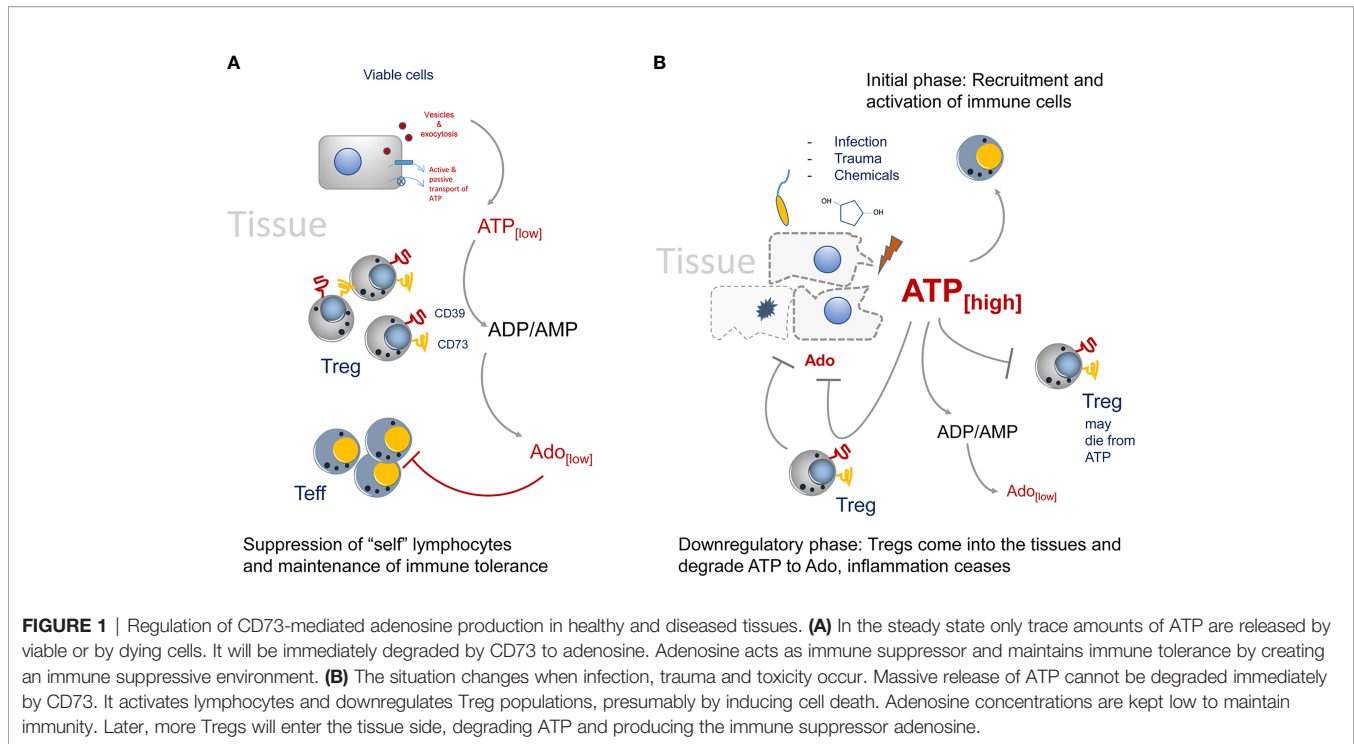 A
Viable cells
Vesicles
&
exocytosis
Active &
passive
transport of
ATP
Tissue
ATP[low]
CD39
CD73
Treg
ADP/AMP
Ado[low]
Teff
Suppression of “self” lymphocytes
and maintenance of immune tolerance
B
Initial phase: Recruitment and
activation of immune cells
- Infection
- Trauma
- Chemicals
OH
OH
Tissue
ATP[high]
Ado
Treg
may
die from
ATP
ADP/AMP
Ado[low]
Treg
Downregulatory phase: Tregs come into the tissues and
degrade ATP to Ado, inflammation ceases
FIGURE 1 | Regulation of CD73-mediated adenosine production in healthy and diseased tissues. (A) In the steady state only trace amounts of ATP are released by
viable or by dying cells. It will be immediately degraded by CD73 to adenosine. Adenosine acts as immune suppressor and maintains immune tolerance by creating
an immune suppressive environment. (B) The situation changes when infection, trauma and toxicity occur. Massive release of ATP cannot be degraded immediately
by CD73. It activates lymphocytes and downregulates Treg populations, presumably by inducing cell death. Adenosine concentrations are kept low to maintain
immunity. Later, more Tregs will enter the tissue side, degrading ATP and producing the immune suppressor adenosine.